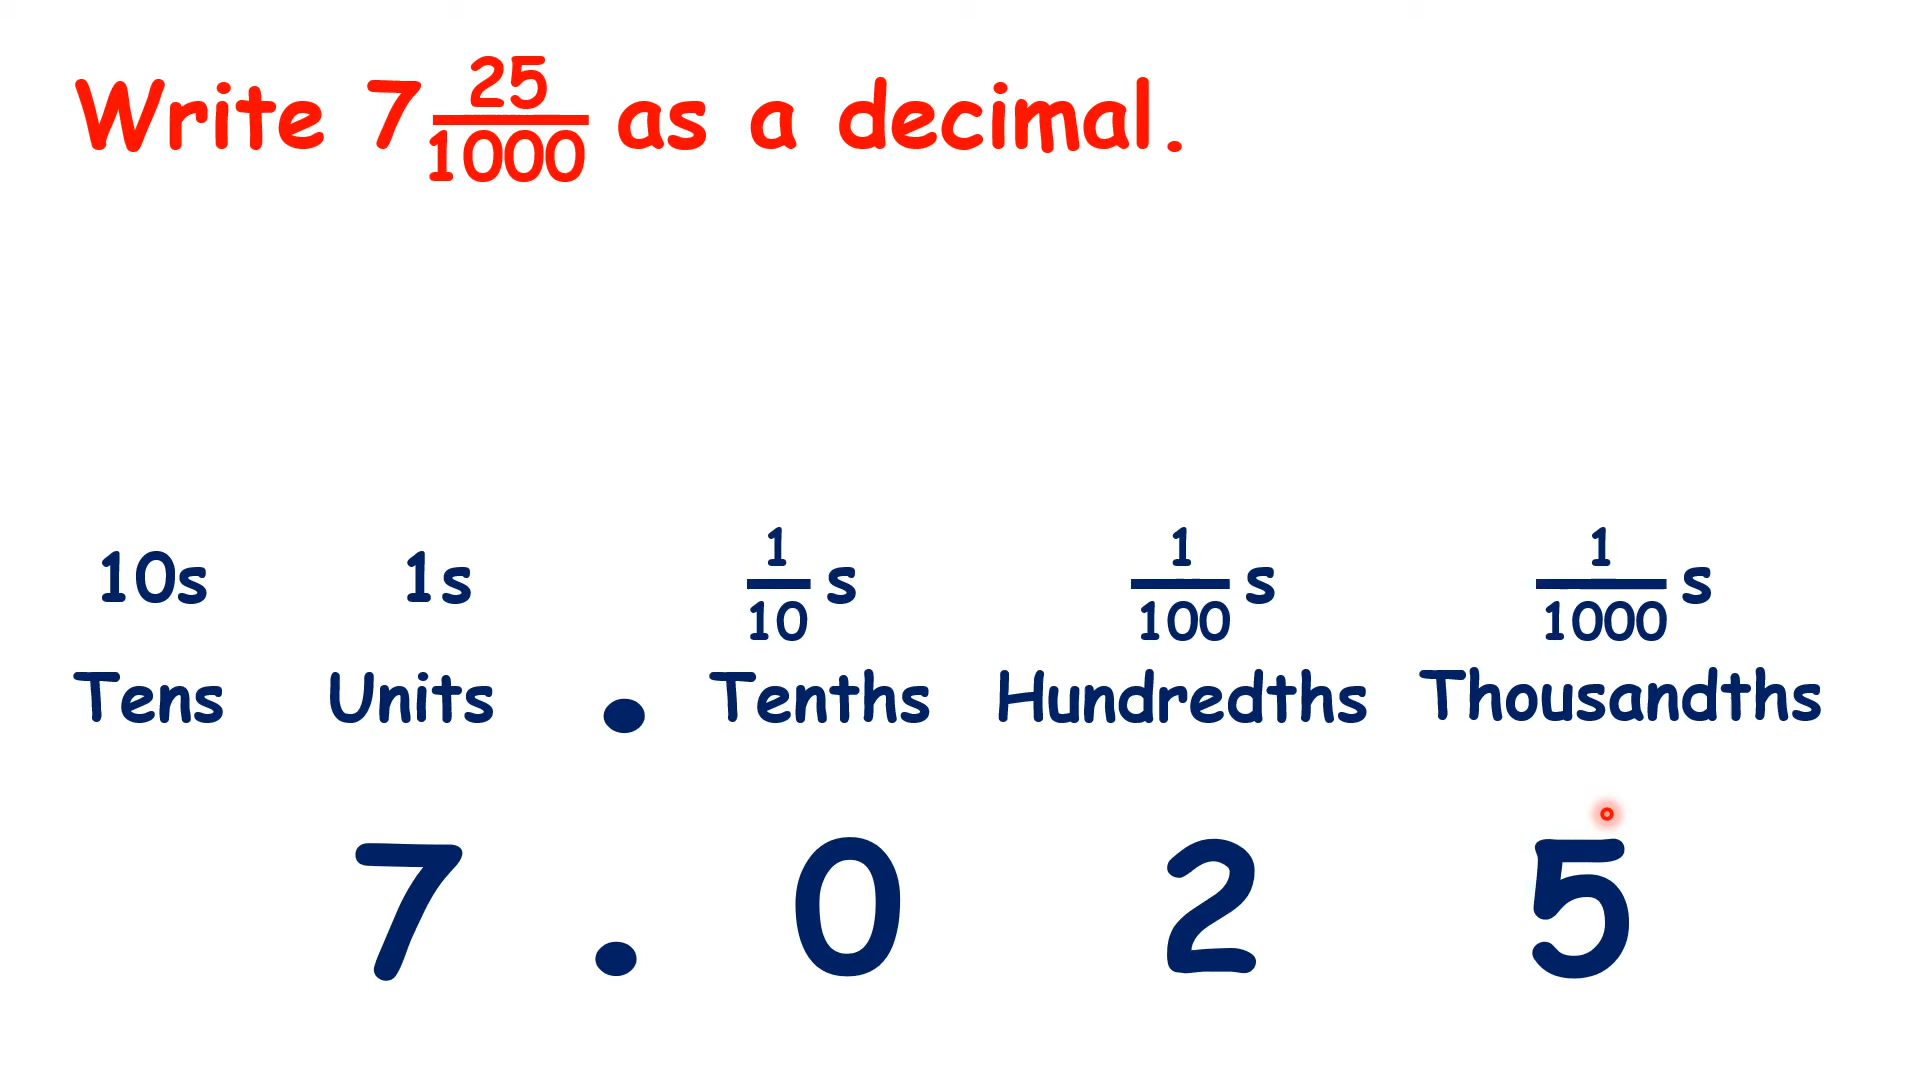 Write 7 25/1000 as a decimal.
10s 1s 1/10 s 1/100 s 1/1000 s
Tens Units . Tenths Hundredths Thousandths
7 . 0 2 5